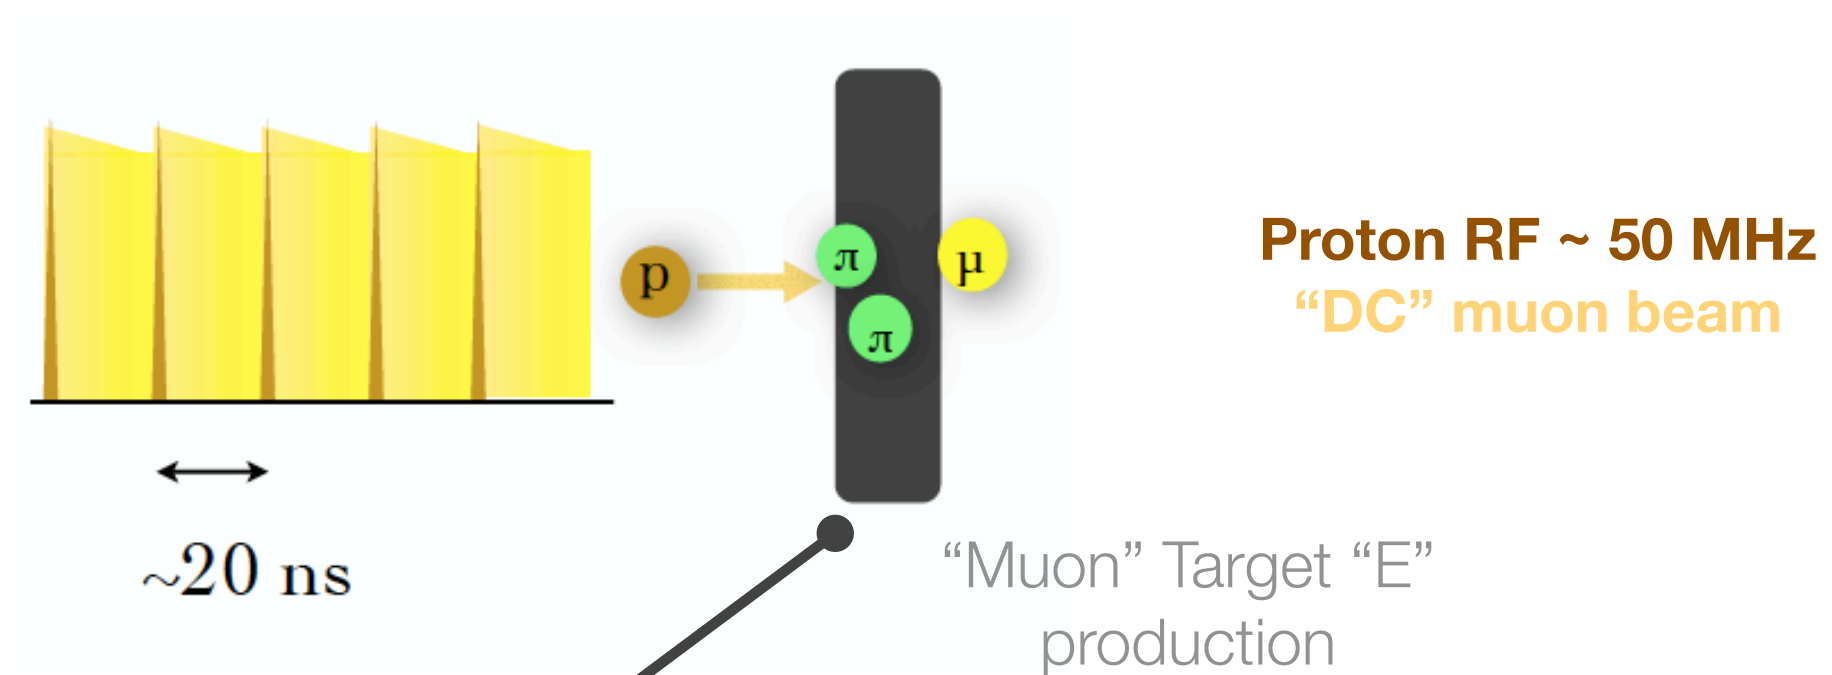 p
π
π
μ
Proton RF ~ 50 MHz
“DC” muon beam
~20 ns
“Muon” Target “E”
production